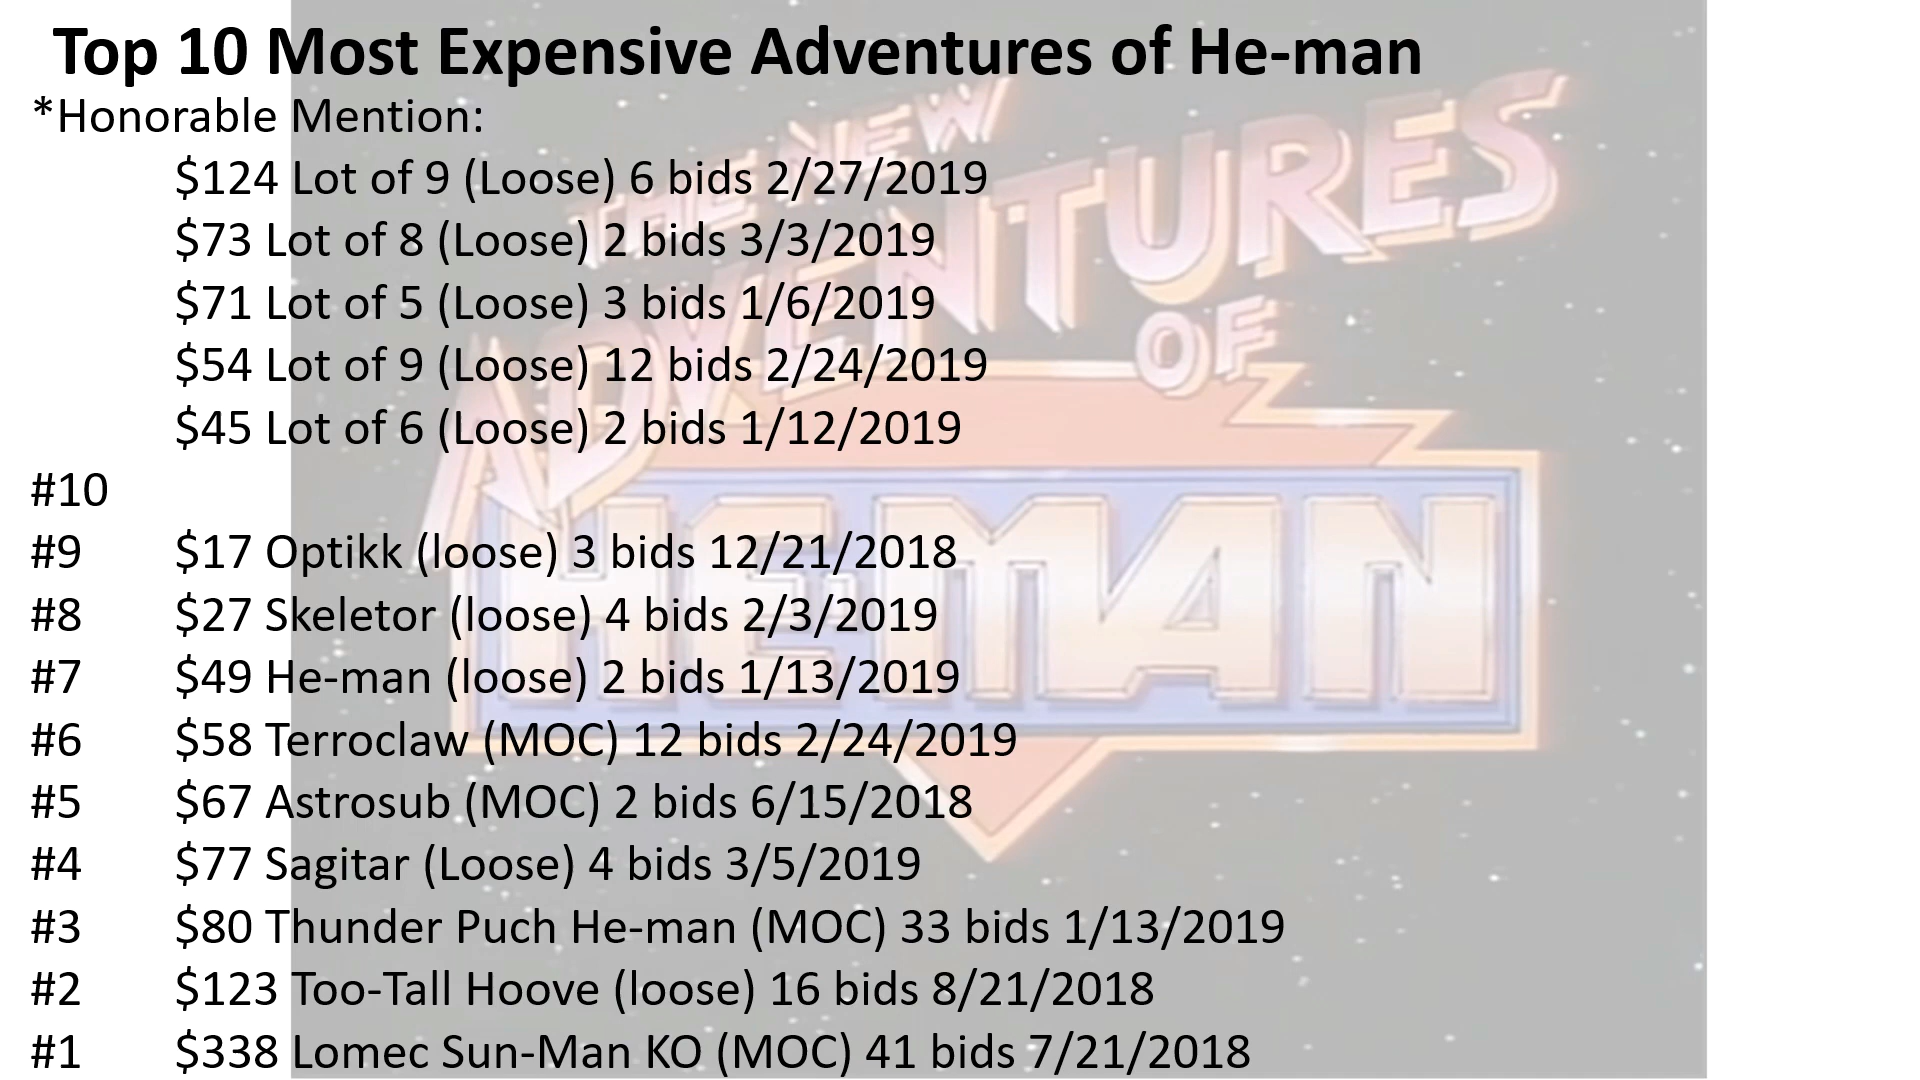 Top 10 Most Expensive Adventures of He-man
*Honorable Mention:
$124 Lot of 9 (Loose) 6 bids 2/27/2019
$73 Lot of 8 (Loose) 2 bids 3/3/2019
$71 Lot of 5 (Loose) 3 bids 1/6/2019
$54 Lot of 9 (Loose) 12 bids 2/24/2019
$45 Lot of 6 (Loose) 2 bids 1/12/2019
#10
#9 $17 Optikk (loose) 3 bids 12/21/2018
#8 $27 Skeletor (loose) 4 bids 2/3/2019
#7 $49 He-man (loose) 2 bids 1/13/2019
#6 $58 Terroclaw (MOC) 12 bids 2/24/2019
#5 $67 Astrosub (MOC) 2 bids 6/15/2018
#4 $77 Sagitar (Loose) 4 bids 3/5/2019
#3 $80 Thunder Puch He-man (MOC) 33 bids 1/13/2019
#2 $123 Too-Tall Hoove (loose) 16 bids 8/21/2018
#1 $338 Lomec Sun-Man KO (MOC) 41 bids 7/21/2018
THE NEW
ADVENTURES
OF
HE-MAN